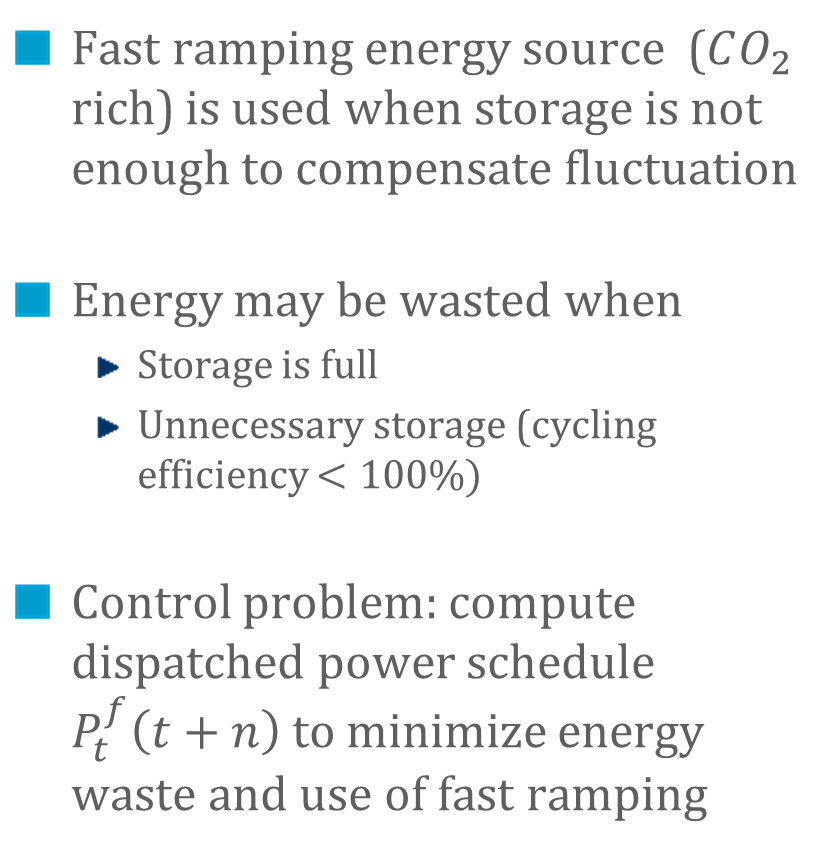 Fast ramping energy source (CO₂
rich) is used when storage is not
enough to compensate fluctuation
Energy may be wasted when
Storage is full
Unnecessary storage (cycling
efficiency < 100%)
Control problem: compute
dispatched power schedule
P_t^f (t + n) to minimize energy
waste and use of fast ramping